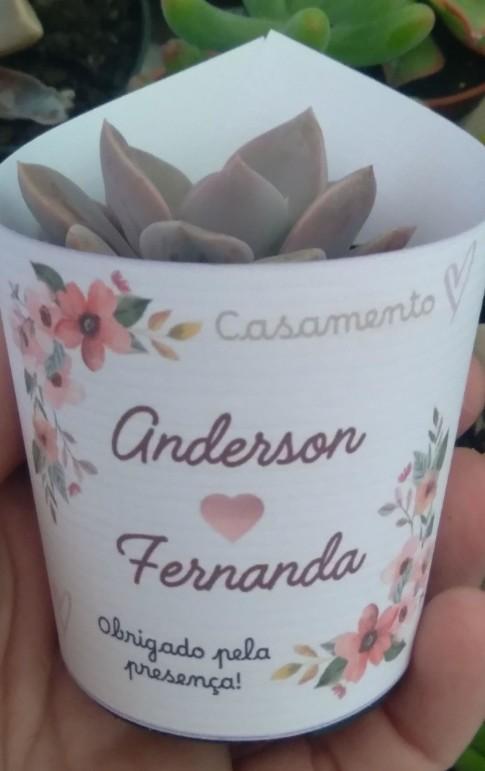 Casamento
Anderson
Fernanda
Obrigado pela
presença!